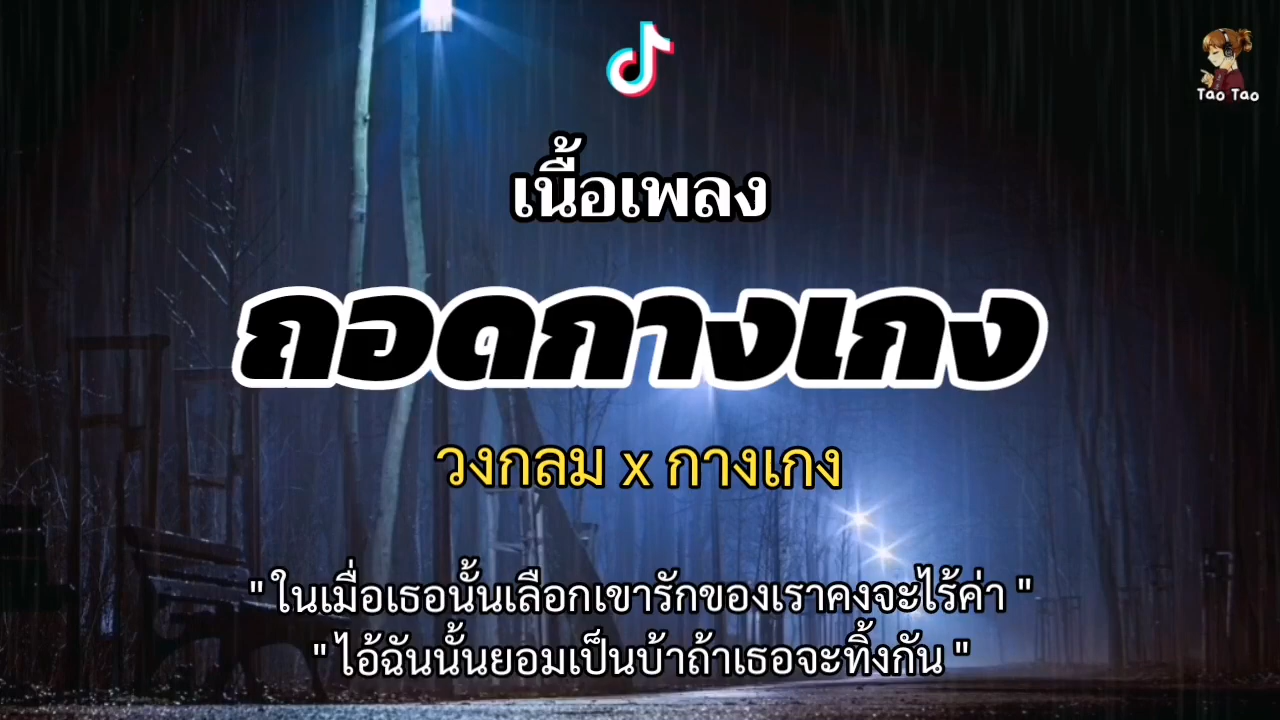 Tao Tao
เนื้อเพลง
ถอดกางเกง
วงกลม x กางเกง
" ในเมื่อเธอนั้นเลือกเขารักของเราคงจะไร้ค่า "
" ไอ้ฉันนั้นยอมเป็นบ้าถ้าเธอจะทิ้งกัน "